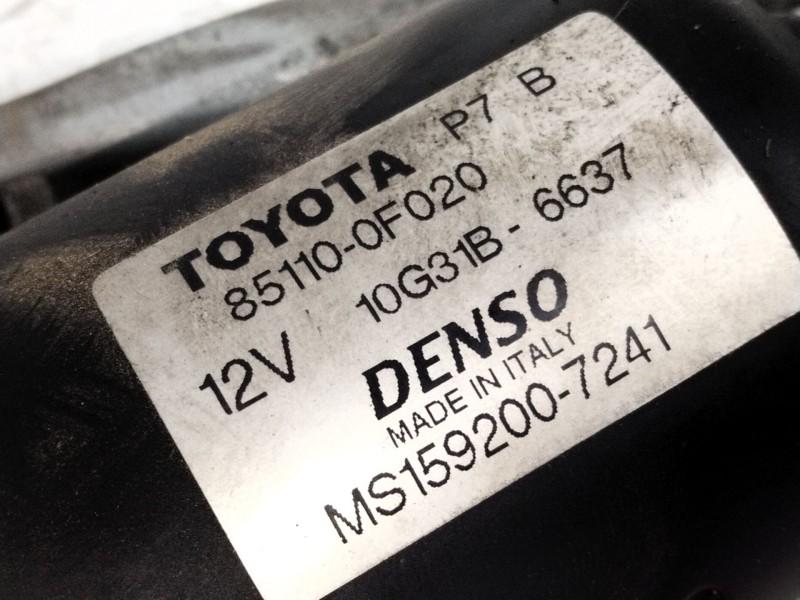 TOYOTA P7 B
85110-0F020
12V 10G31B-6637
DENSO
MADE IN ITALY
MS159200-7241